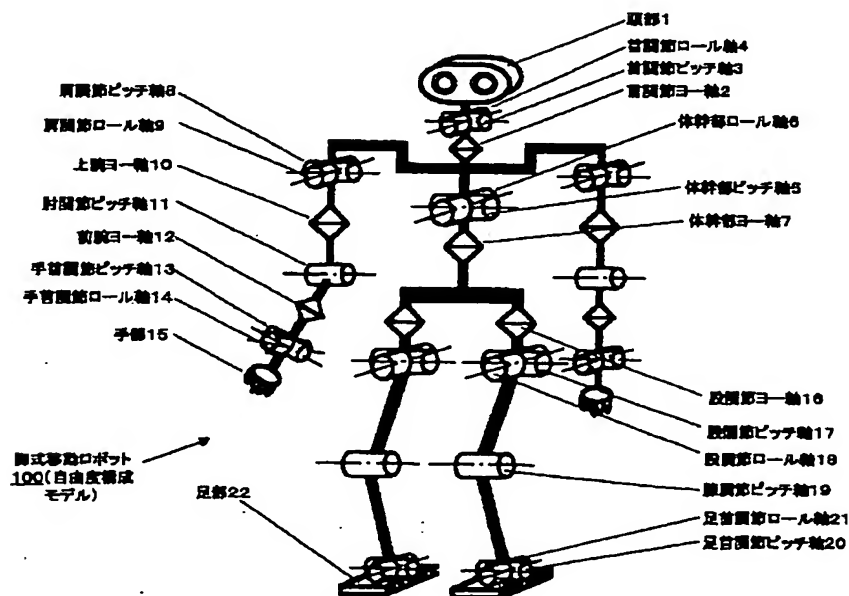 頭部1
首関節ロール軸4
首関節ピッチ軸3
首関節ヨー軸2
肩関節ピッチ軸8
肩関節ロール軸9
上腕ヨー軸10
肘関節ピッチ軸11
前腕ヨー軸12
手首関節ピッチ軸13
手首関節ロール軸14
手部15
体幹部ロール軸6
体幹部ピッチ軸5
体幹部ヨー軸7
股関節ヨー軸16
股関節ピッチ軸17
股関節ロール軸18
膝関節ピッチ軸19
足首関節ロール軸21
足首関節ピッチ軸20
脚式移動ロボット
100(自由度構成
モデル)
足部22